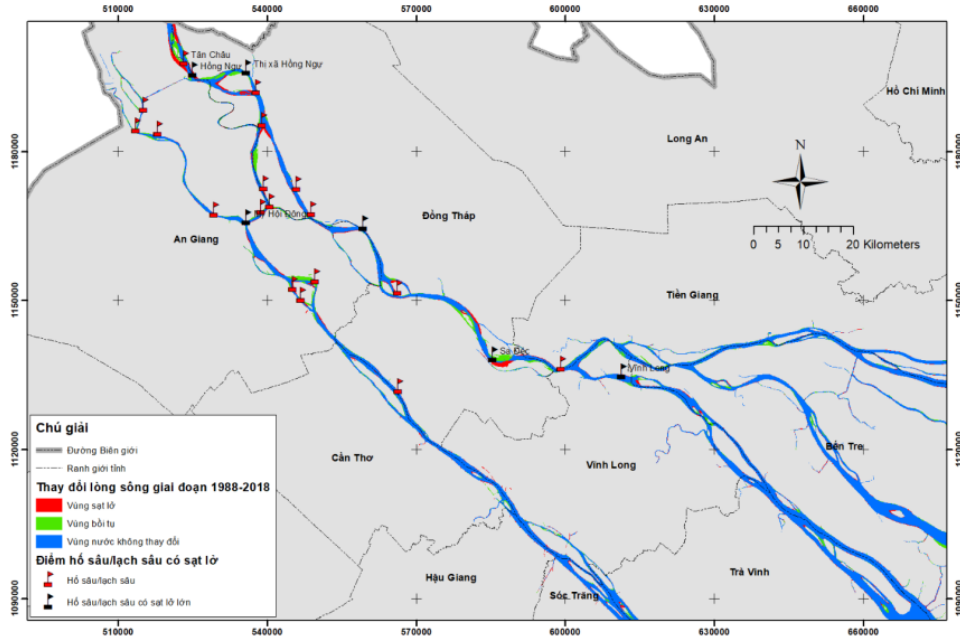 510000 540000 570000 600000 630000 660000
Tân Châu
Hồng Ngự
Thị xã Hồng Ngự
Hồ Chí Minh
Long An
N
1180000
1180000
Đồng Tháp
An Giang
0 5 10 20 Kilometers
Tiền Giang
1150000
1150000
Sa Đéc
Vĩnh Long
Bến Tre
Chú giải
Đường Biên giới
Ranh giới tỉnh
Thay đổi lòng sông giai đoạn 1988-2018
Vùng sạt lở
Vùng bồi tụ
Vùng nước không thay đổi
Điểm hố sâu/lạch sâu có sạt lở
Hố sâu/lạch sâu
Hố sâu/lạch sâu có sạt lở lớn
1120000
1120000
Cần Thơ
Vĩnh Long
Trà Vinh
Hậu Giang
Sóc Trăng
1090000
1090000
510000 540000 570000 600000 630000 660000